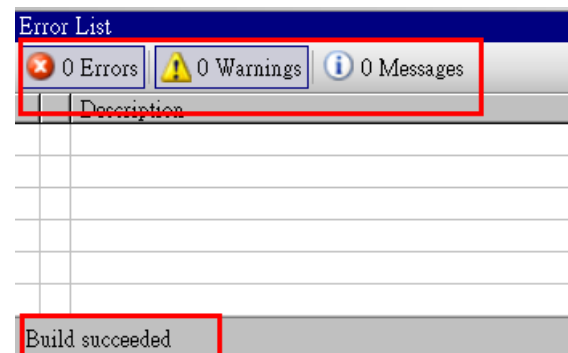 Error List
0 Errors 0 Warnings 0 Messages
Description
Build succeeded